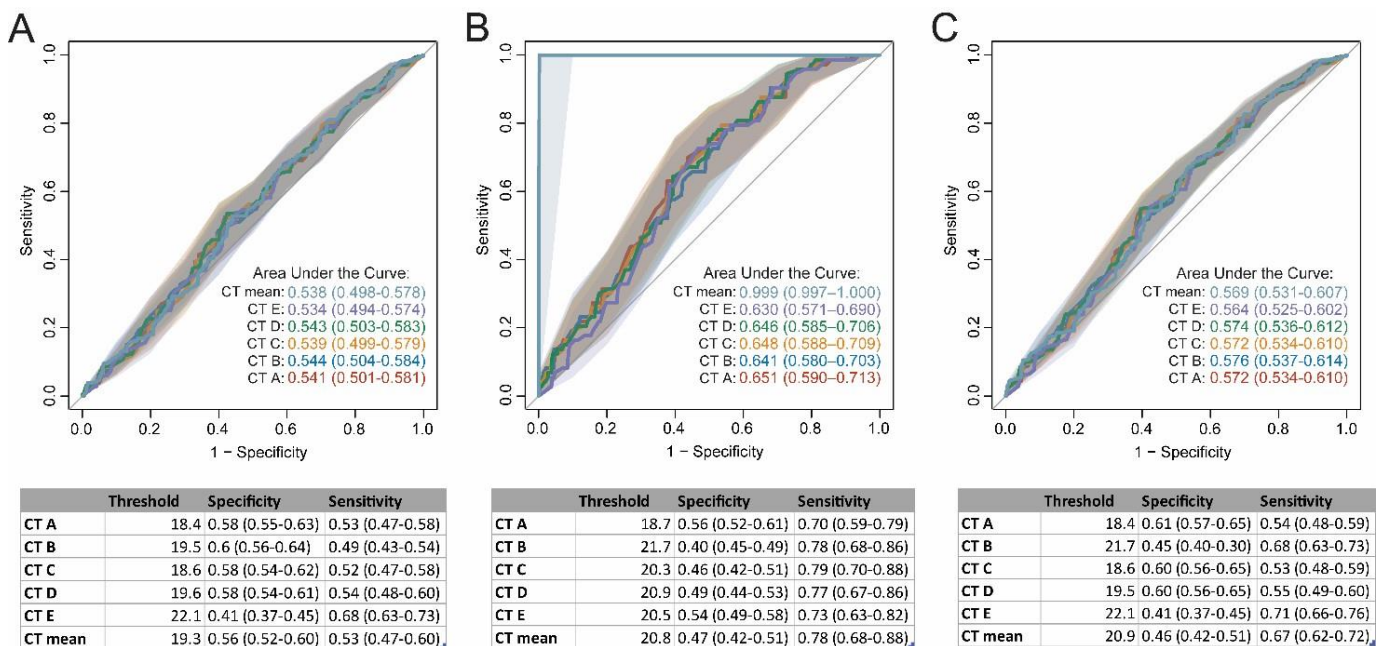 A
B
C
1.0
0.8
0.6
0.4
0.2
0.0
Sensitivity
Area Under the Curve:
CT mean: 0.538 (0.498-0.578)
CT E: 0.534 (0.494-0.574)
CT D: 0.543 (0.503-0.583)
CT C: 0.539 (0.499-0.579)
CT B: 0.544 (0.504-0.584)
CT A: 0.541 (0.501-0.581)
0.0 0.2 0.4 0.6 0.8 1.0
1 − Specificity
1.0
0.8
0.6
0.4
0.2
0.0
Sensitivity
Area Under the Curve:
CT mean: 0.999 (0.997–1.000)
CT E: 0.630 (0.571–0.690)
CT D: 0.646 (0.585–0.706)
CT C: 0.648 (0.588–0.709)
CT B: 0.641 (0.580–0.703)
CT A: 0.651 (0.590–0.713)
0.0 0.2 0.4 0.6 0.8 1.0
1 − Specificity
1.0
0.8
0.6
0.4
0.2
0.0
Sensitivity
Area Under the Curve:
CT mean: 0.569 (0.531-0.607)
CT E: 0.564 (0.525-0.602)
CT D: 0.574 (0.536-0.612)
CT C: 0.572 (0.534-0.610)
CT B: 0.576 (0.537-0.614)
CT A: 0.572 (0.534-0.610)
0.0 0.2 0.4 0.6 0.8 1.0
1 − Specificity
Threshold Specificity Sensitivity
CT A 18.4 0.58 (0.55-0.63) 0.53 (0.47-0.58)
CT B 19.5 0.6 (0.56-0.64) 0.49 (0.43-0.54)
CT C 18.6 0.58 (0.54-0.62) 0.52 (0.47-0.58)
CT D 19.6 0.58 (0.54-0.61) 0.54 (0.48-0.60)
CT E 22.1 0.41 (0.37-0.45) 0.68 (0.63-0.73)
CT mean 19.3 0.56 (0.52-0.60) 0.53 (0.47-0.60)
Threshold Specificity Sensitivity
CT A 18.7 0.56 (0.52-0.61) 0.70 (0.59-0.79)
CT B 21.7 0.40 (0.45-0.49) 0.78 (0.68-0.86)
CT C 20.3 0.46 (0.42-0.51) 0.79 (0.70-0.88)
CT D 20.9 0.49 (0.44-0.53) 0.77 (0.67-0.86)
CT E 20.5 0.54 (0.49-0.58) 0.73 (0.63-0.82)
CT mean 20.8 0.47 (0.42-0.51) 0.78 (0.68-0.88)
Threshold Specificity Sensitivity
CT A 18.4 0.61 (0.57-0.65) 0.54 (0.48-0.59)
CT B 21.7 0.45 (0.40-0.30) 0.68 (0.63-0.73)
CT C 18.6 0.60 (0.56-0.65) 0.53 (0.48-0.59)
CT D 19.5 0.60 (0.56-0.65) 0.55 (0.49-0.60)
CT E 22.1 0.41 (0.37-0.45) 0.71 (0.66-0.76)
CT mean 20.9 0.46 (0.42-0.51) 0.67 (0.62-0.72)